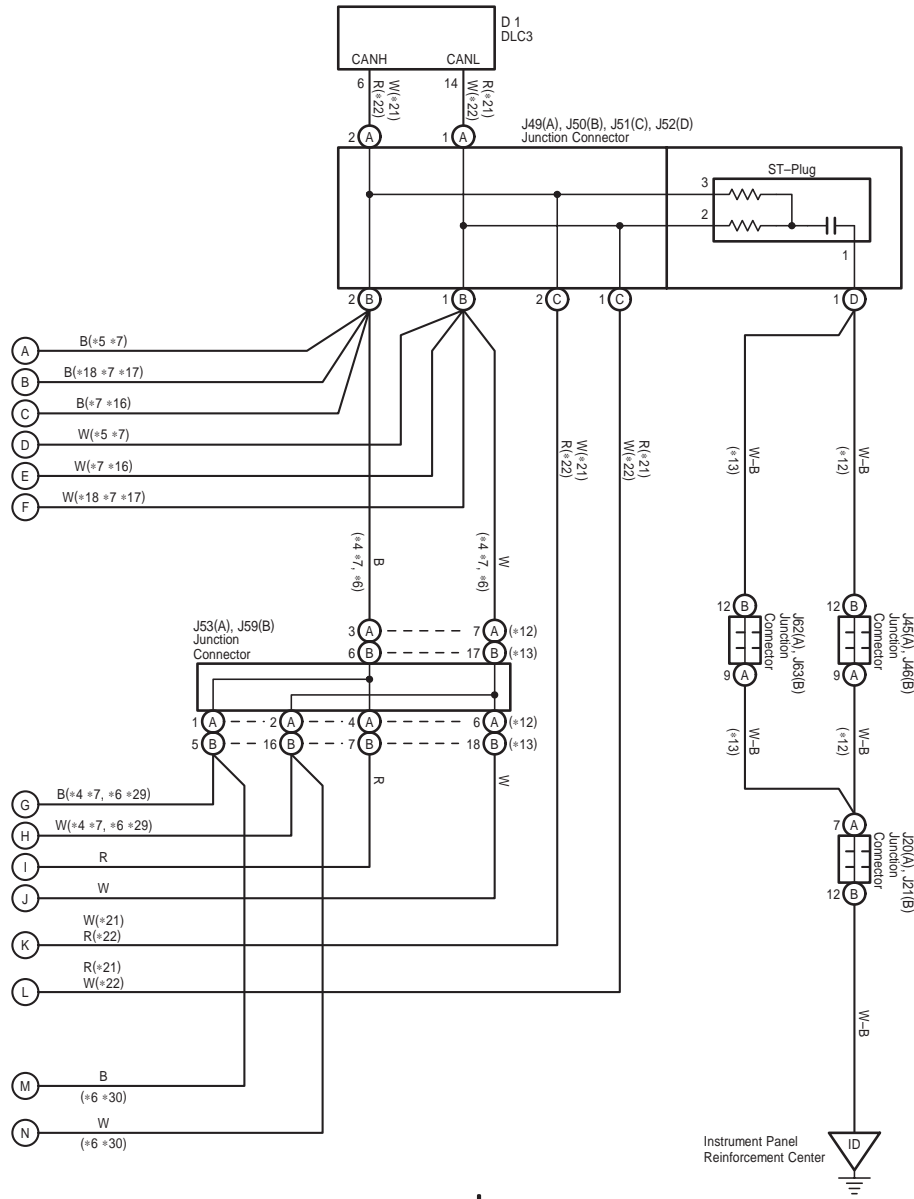 D 1
DLC3
CANH
CANL
6
W(*21)
R(*22)
14
R(*21)
W(*22)
J49(A), J50(B), J51(C), J52(D)
Junction Connector
2 A
1 A
ST–Plug
3
2
1
2 B
1 B
2 C
1 C
1 D
A
B(*5 *7)
B
B(*18 *7 *17)
C
B(*7 *16)
D
W(*5 *7)
E
W(*7 *16)
F
W(*18 *7 *17)
W(*21)
R(*22)
R(*21)
W(*22)
W–B
(*13)
W–B
(*12)
B
(*4 *7, *6)
W
(*4 *7, *6)
12 B
J62(A), J63(B)
Junction
Connector
9 A
12 B
J45(A), J46(B)
Junction
Connector
9 A
J53(A), J59(B)
Junction
Connector
3 A
7 A (*12)
6 B
17 B (*13)
1 A
2 A
4 A
6 A (*12)
5 B
16 B
7 B
18 B (*13)
W–B
(*13)
W–B
(*12)
R
W
G
B(*4 *7, *6 *29)
H
W(*4 *7, *6 *29)
I
R
J
W
7 A
J20(A), J21(B)
Junction
Connector
12 B
K
W(*21)
R(*22)
L
R(*21)
W(*22)
W–B
M
B
(*6 *30)
N
W
(*6 *30)
Instrument Panel
Reinforcement Center
ID